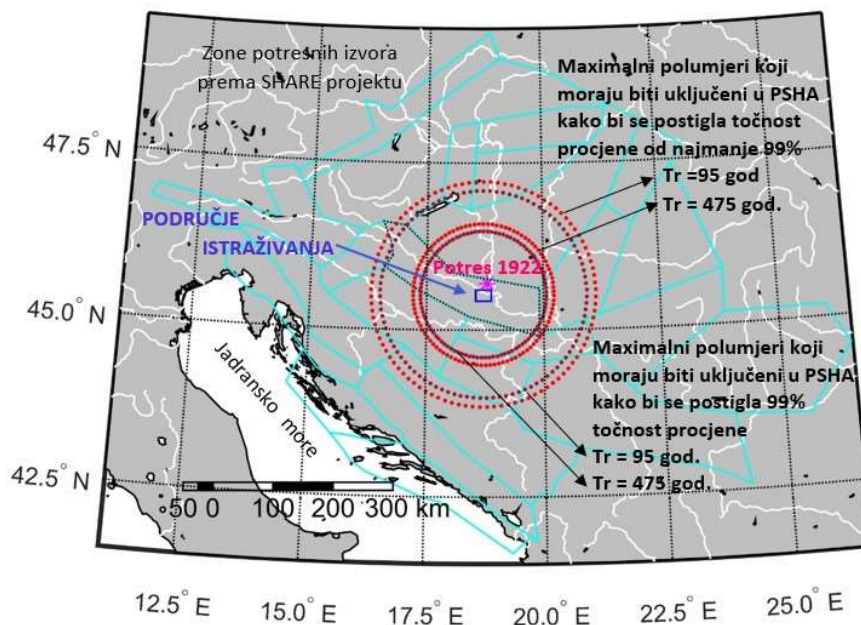 Zone potresnih izvora
prema SHARE projektu
Maximalni polumjeri koji
moraju biti uključeni u PSHA
kako bi se postigla točnost
procjene od najmanje 99%
Tr =95 god
Tr = 475 god.
PODRUČJE
ISTRAŽIVANJA
Potres 1922
Maximalni polumjeri koji
moraju biti uključeni u PSHA
kako bi se postigla 99%
točnost procjene
Tr = 95 god.
Tr = 475 god.
Jadransko more
47.5° N
45.0° N
42.5° N
50 0 100 200 300 km
12.5° E 15.0° E 17.5° E 20.0° E 22.5° E 25.0° E